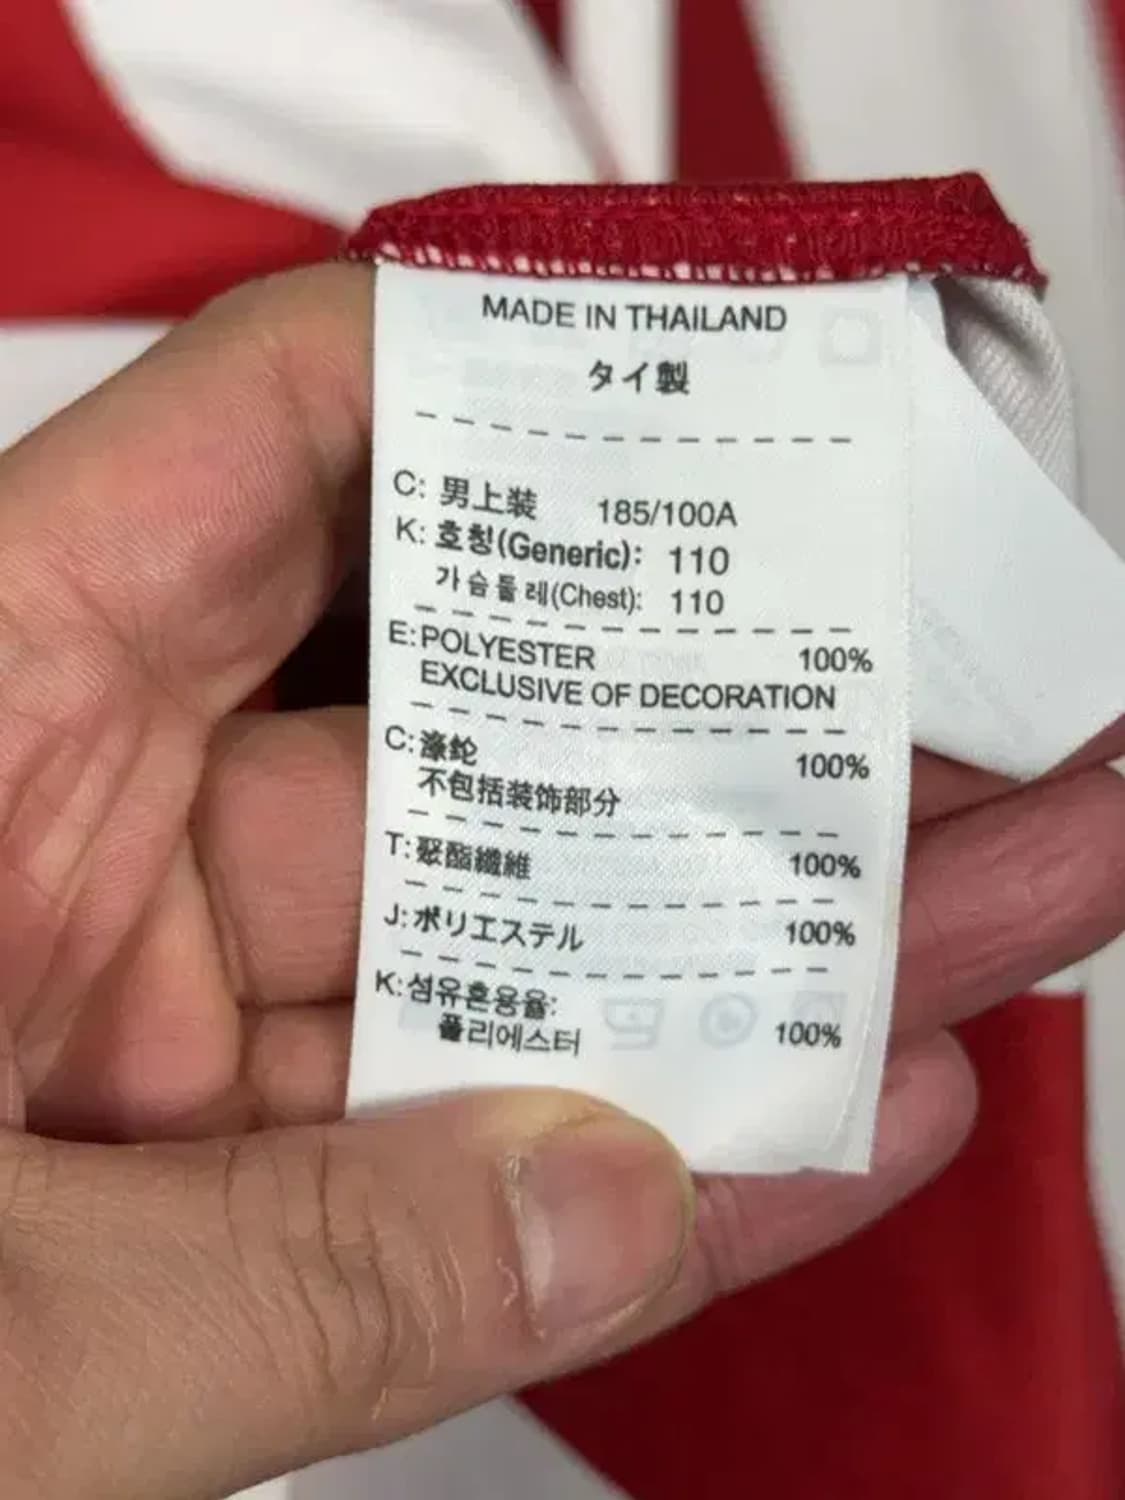 MADE IN THAILAND
タイ製
C: 男上装 185/100A
K: 호칭(Generic): 110
가슴둘레(Chest): 110
E: POLYESTER 100%
EXCLUSIVE OF DECORATION
C: 涤纶 100%
不包括装饰部分
T: 聚酯纖維 100%
J: ポリエステル 100%
K: 섬유혼용율:
폴리에스터 100%